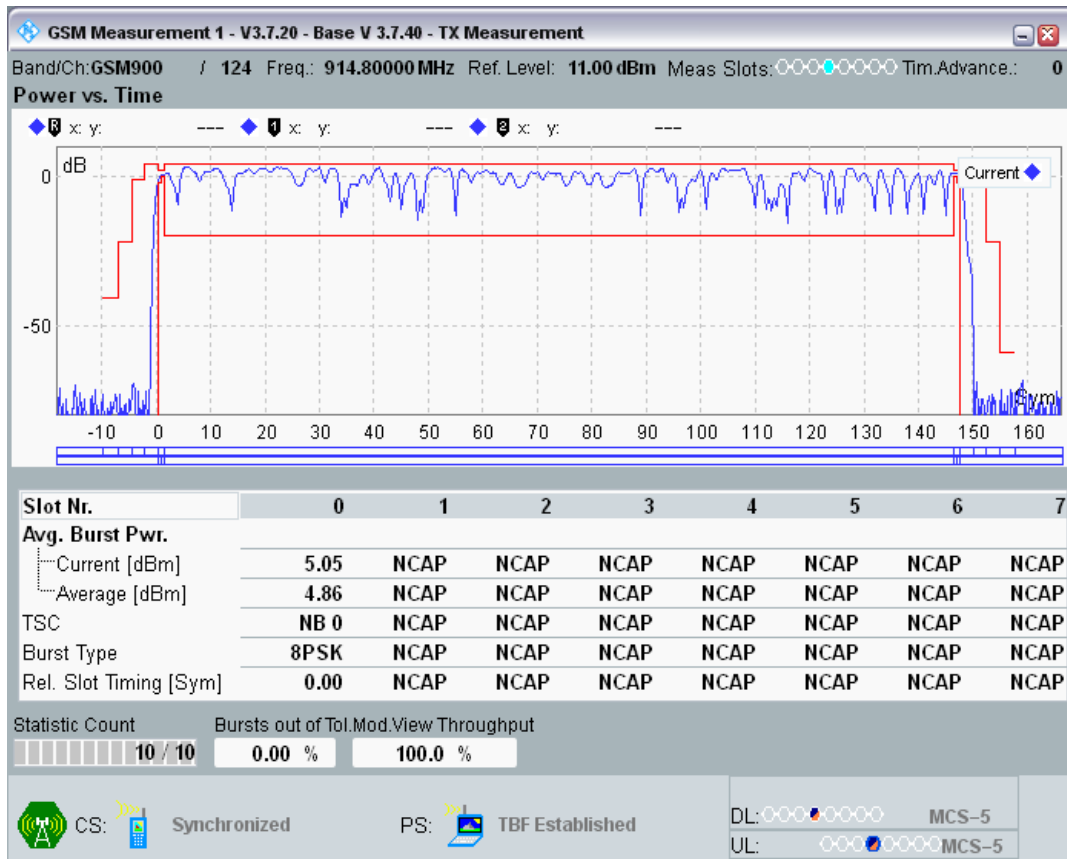 GSM Measurement 1 - V3.7.20 - Base V 3.7.40 - TX Measurement
Band/Ch:GSM900 / 124 Freq.: 914.80000 MHz Ref. Level: 11.00 dBm Meas Slots: Tim.Advance.: 0
Power vs. Time
R x: y: --- 1 x: y: --- 2 x: y: ---
dB
0
Current
-50
Sym
-10 0 10 20 30 40 50 60 70 80 90 100 110 120 130 140 150 160
Slot Nr. 0 1 2 3 4 5 6 7
Avg. Burst Pwr.
Current [dBm] 5.05 NCAP NCAP NCAP NCAP NCAP NCAP NCAP
Average [dBm] 4.86 NCAP NCAP NCAP NCAP NCAP NCAP NCAP
TSC NB 0 NCAP NCAP NCAP NCAP NCAP NCAP NCAP
Burst Type 8PSK NCAP NCAP NCAP NCAP NCAP NCAP NCAP
Rel. Slot Timing [Sym] 0.00 NCAP NCAP NCAP NCAP NCAP NCAP NCAP
Statistic Count Bursts out of Tol.Mod.View Throughput
10 / 10 0.00 % 100.0 %
CS: Synchronized PS: TBF Established DL: MCS-5
UL: MCS-5